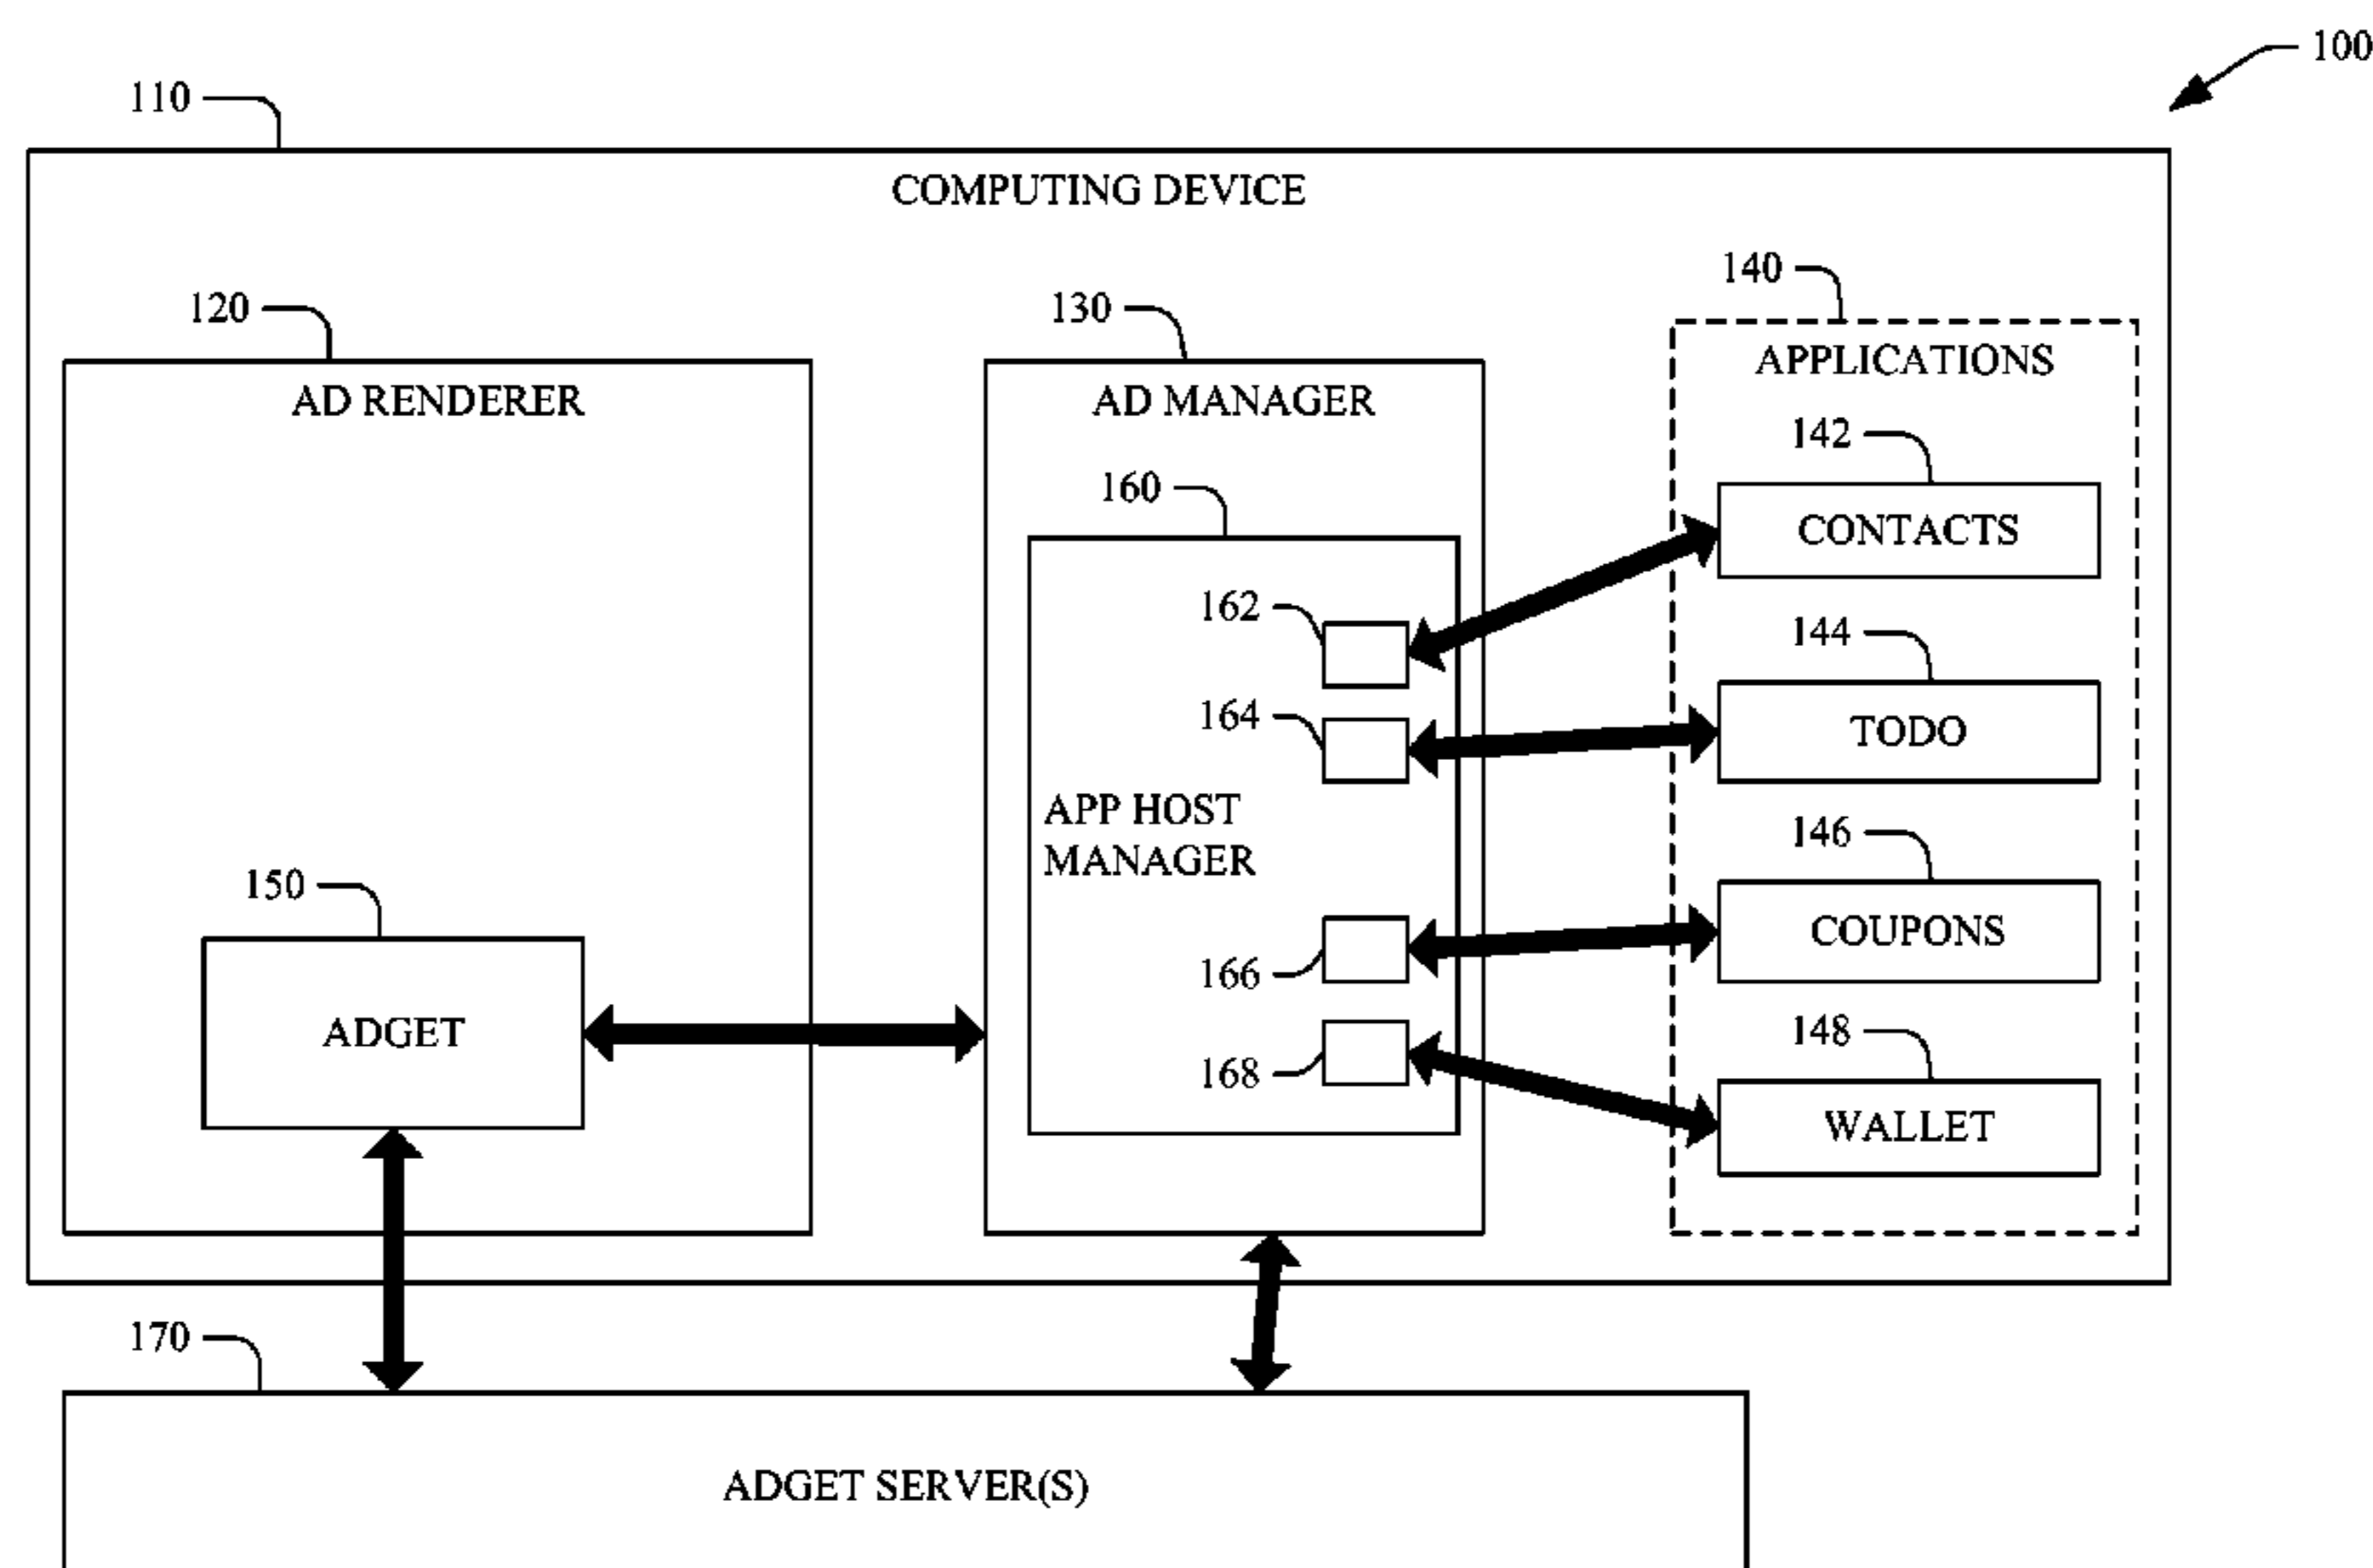 100
110
COMPUTING DEVICE
120
130
140
AD RENDERER
AD MANAGER
APPLICATIONS
142
160
CONTACTS
162
144
164
TODO
APP HOST
MANAGER
146
150
COUPONS
166
ADGET
148
168
WALLET
170
ADGET SERVER(S)